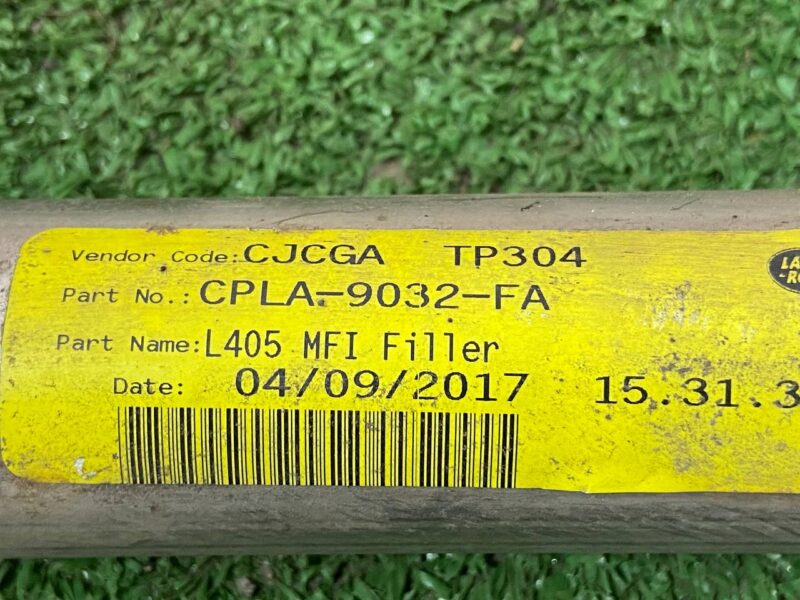 Vendor Code: CJCGA TP304
Part No.: CPLA-9032-FA
Part Name: L405 MFI Filler
Date: 04/09/2017 15.31.3